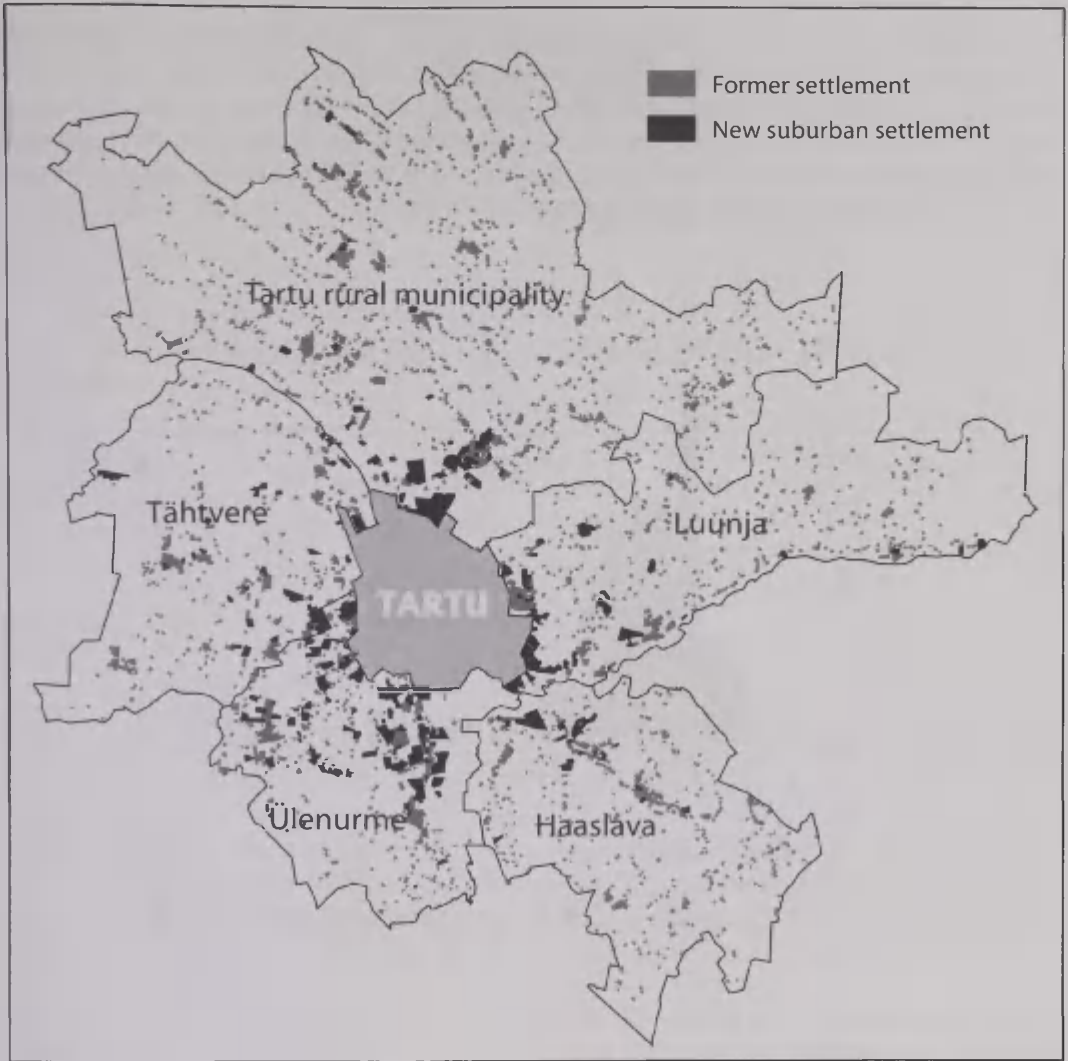 Former settlement
New suburban settlement
Tartu rural municipality
Tähtvere
Luunja
TARTU
Ülenurme
Haaslava